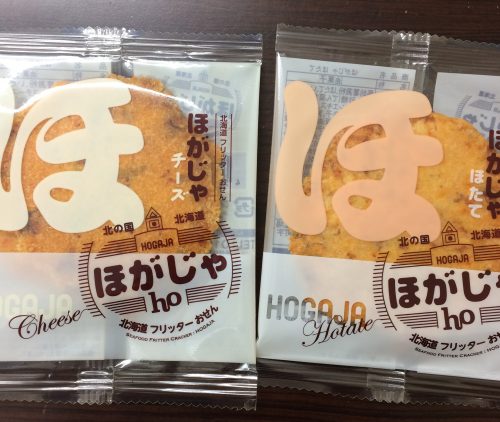 ほ
北海道 フリッター おせん
ほがじゃ
チーズ
北の国
北海道
HOGAJA
ほがじゃ
ho
HOGAJA
Cheese
北海道 フリッター おせん
SEAFOOD FRITTER CRACKER : HOGAJA
ほ
ほがじゃ
ほたて
北の国
北海道
HOGAJA
ほがじゃ
ho
HOGAJA
Hotate
北海道 フリッター おせん
SEAFOOD FRITTER CRACKER : HOG